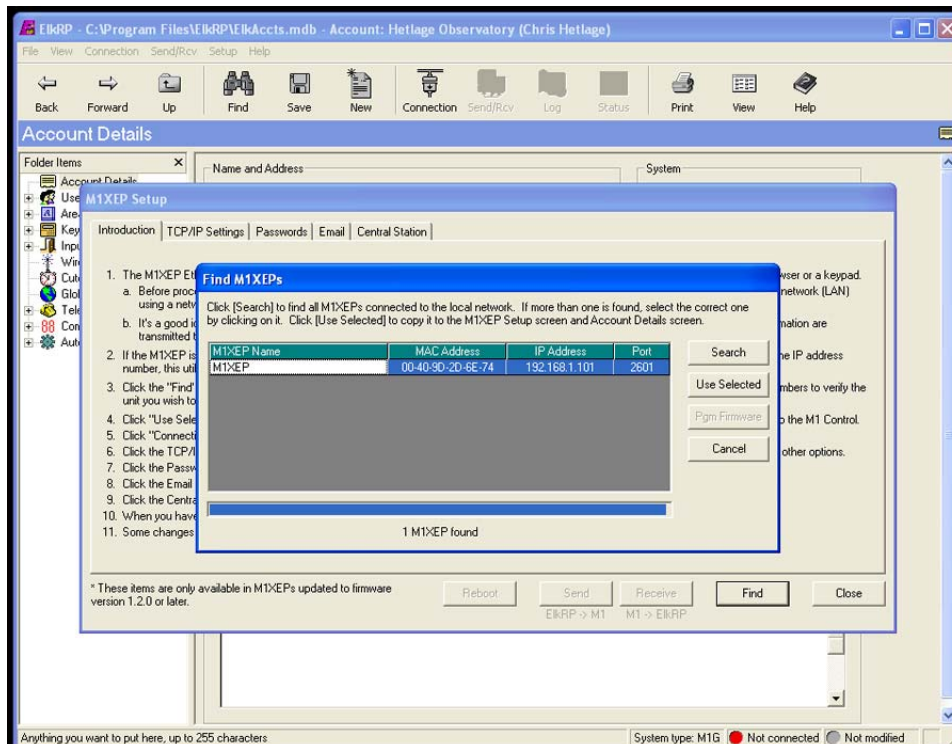 ElkRP - C:\Program Files\ElkRP\ElkAccts.mdb - Account: Hetlage Observatory (Chris Hetlage)
File View Connection Send/Rcv Setup Help
Back Forward Up Find Save New Connection Send/Rcv Log Status Print View Help
Account Details
Folder Items
Name and Address
System
Account Details
Use
Area
Key
Inpu
Wir
Cust
Glob
Tele
Con
Auto
M1XEP Setup
Introduction TCP/IP Settings Passwords Email Central Station
1. The M1XEP Eth
wser or a keypad.
a. Before proc
network (LAN)
using a netw
b. It's a good i
mation are
transmitted
2. If the M1XEP is
he IP address
number, this uti
3. Click the "Find"
mbers to verify the
unit you wish to
4. Click "Use Sele
o the M1 Control.
5. Click "Connecti
6. Click the TCP/I
other options.
7. Click the Passw
8. Click the Email
9. Click the Centra
10. When you have
11. Some changes
Find M1XEPs
Click [Search] to find all M1XEPs connected to the local network. If more than one is found, select the correct one
by clicking on it. Click [Use Selected] to copy it to the M1XEP Setup screen and Account Details screen.
M1XEP Name MAC Address IP Address Port
M1XEP 00-40-9D-2D-6E-74 192.168.1.101 2601
Search
Use Selected
Pgm Firmware
Cancel
1 M1XEP found
* These items are only available in M1XEPs updated to firmware
version 1.2.0 or later.
Reboot Send Receive Find Close
ElkRP -> M1 M1 -> ElkRP
Anything you want to put here, up to 255 characters
System type: M1G Not connected Not modified